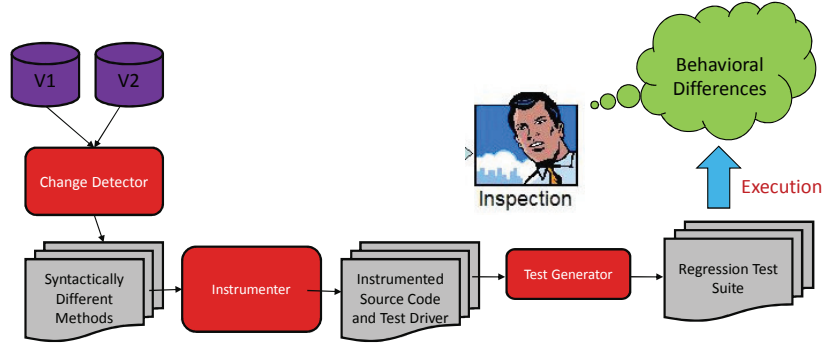 V1
V2
Behavioral
Differences
Change Detector
Inspection
Execution
Syntactically
Different
Methods
Instrumenter
Instrumented
Source Code
and Test Driver
Test Generator
Regression Test
Suite